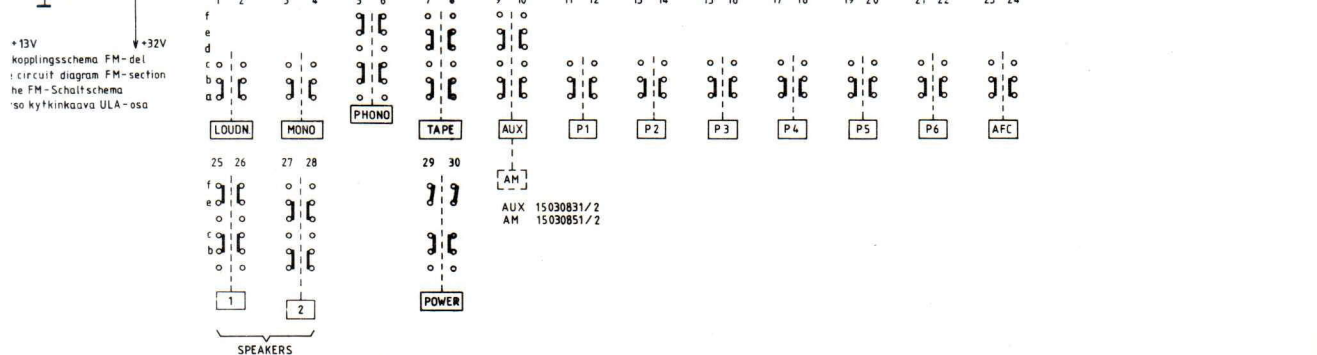 1 2 3 4 5 6 7 8 9 10 11 12 13 14 15 16 17 18 19 20 21 22 23 24
f
e
d
c
b
a
+13V +32V
kopplingsschema FM-del
circuit diagram FM-section
he FM-Schaltschema
so kytkinkaava ULA-osa
LOUDN. MONO PHONO TAPE AUX P1 P2 P3 P4 P5 P6 AFC
25 26 27 28 29 30
f
e
c
b
AM
AUX 15030831/2
AM 15030851/2
1 2 POWER
SPEAKERS